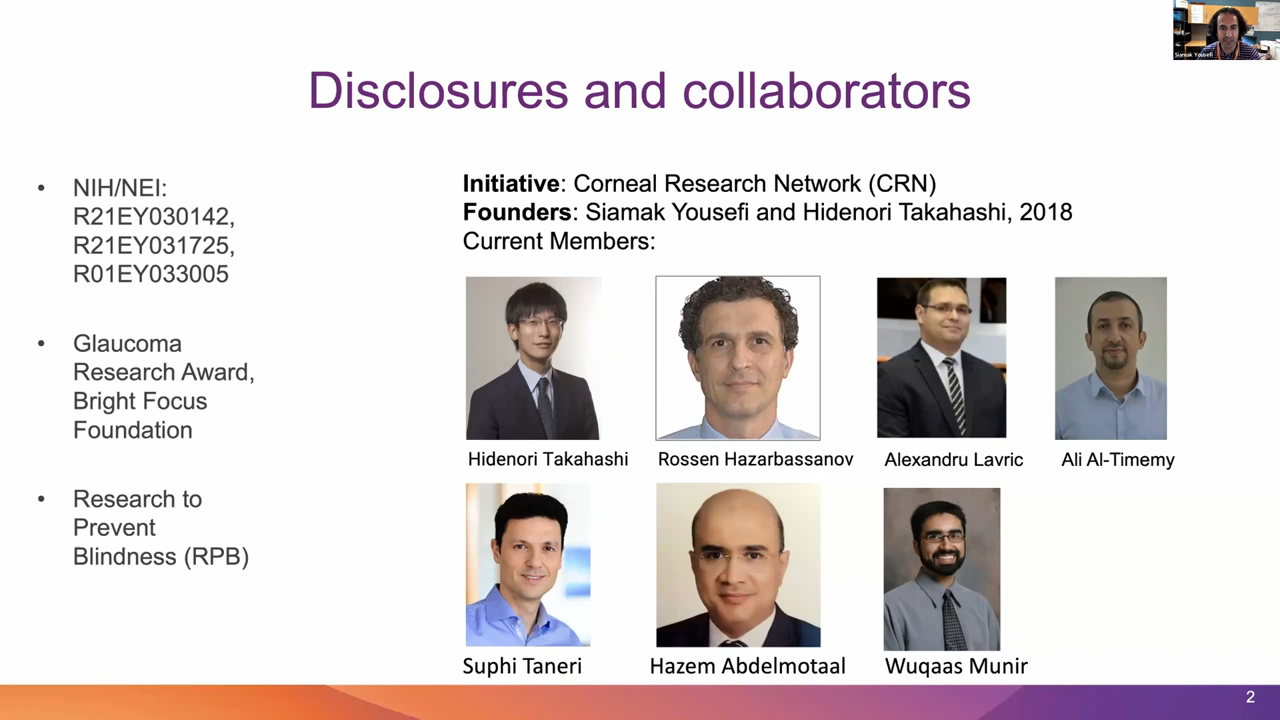 Siamak Yousefi
Disclosures and collaborators
• NIH/NEI:
R21EY030142,
R21EY031725,
R01EY033005
• Glaucoma
Research Award,
Bright Focus
Foundation
• Research to
Prevent
Blindness (RPB)
Initiative: Corneal Research Network (CRN)
Founders: Siamak Yousefi and Hidenori Takahashi, 2018
Current Members:
Hidenori Takahashi
Rossen Hazarbassanov
Alexandru Lavric
Ali Al-Timemy
Suphi Taneri
Hazem Abdelmotaal
Wuqaas Munir
2